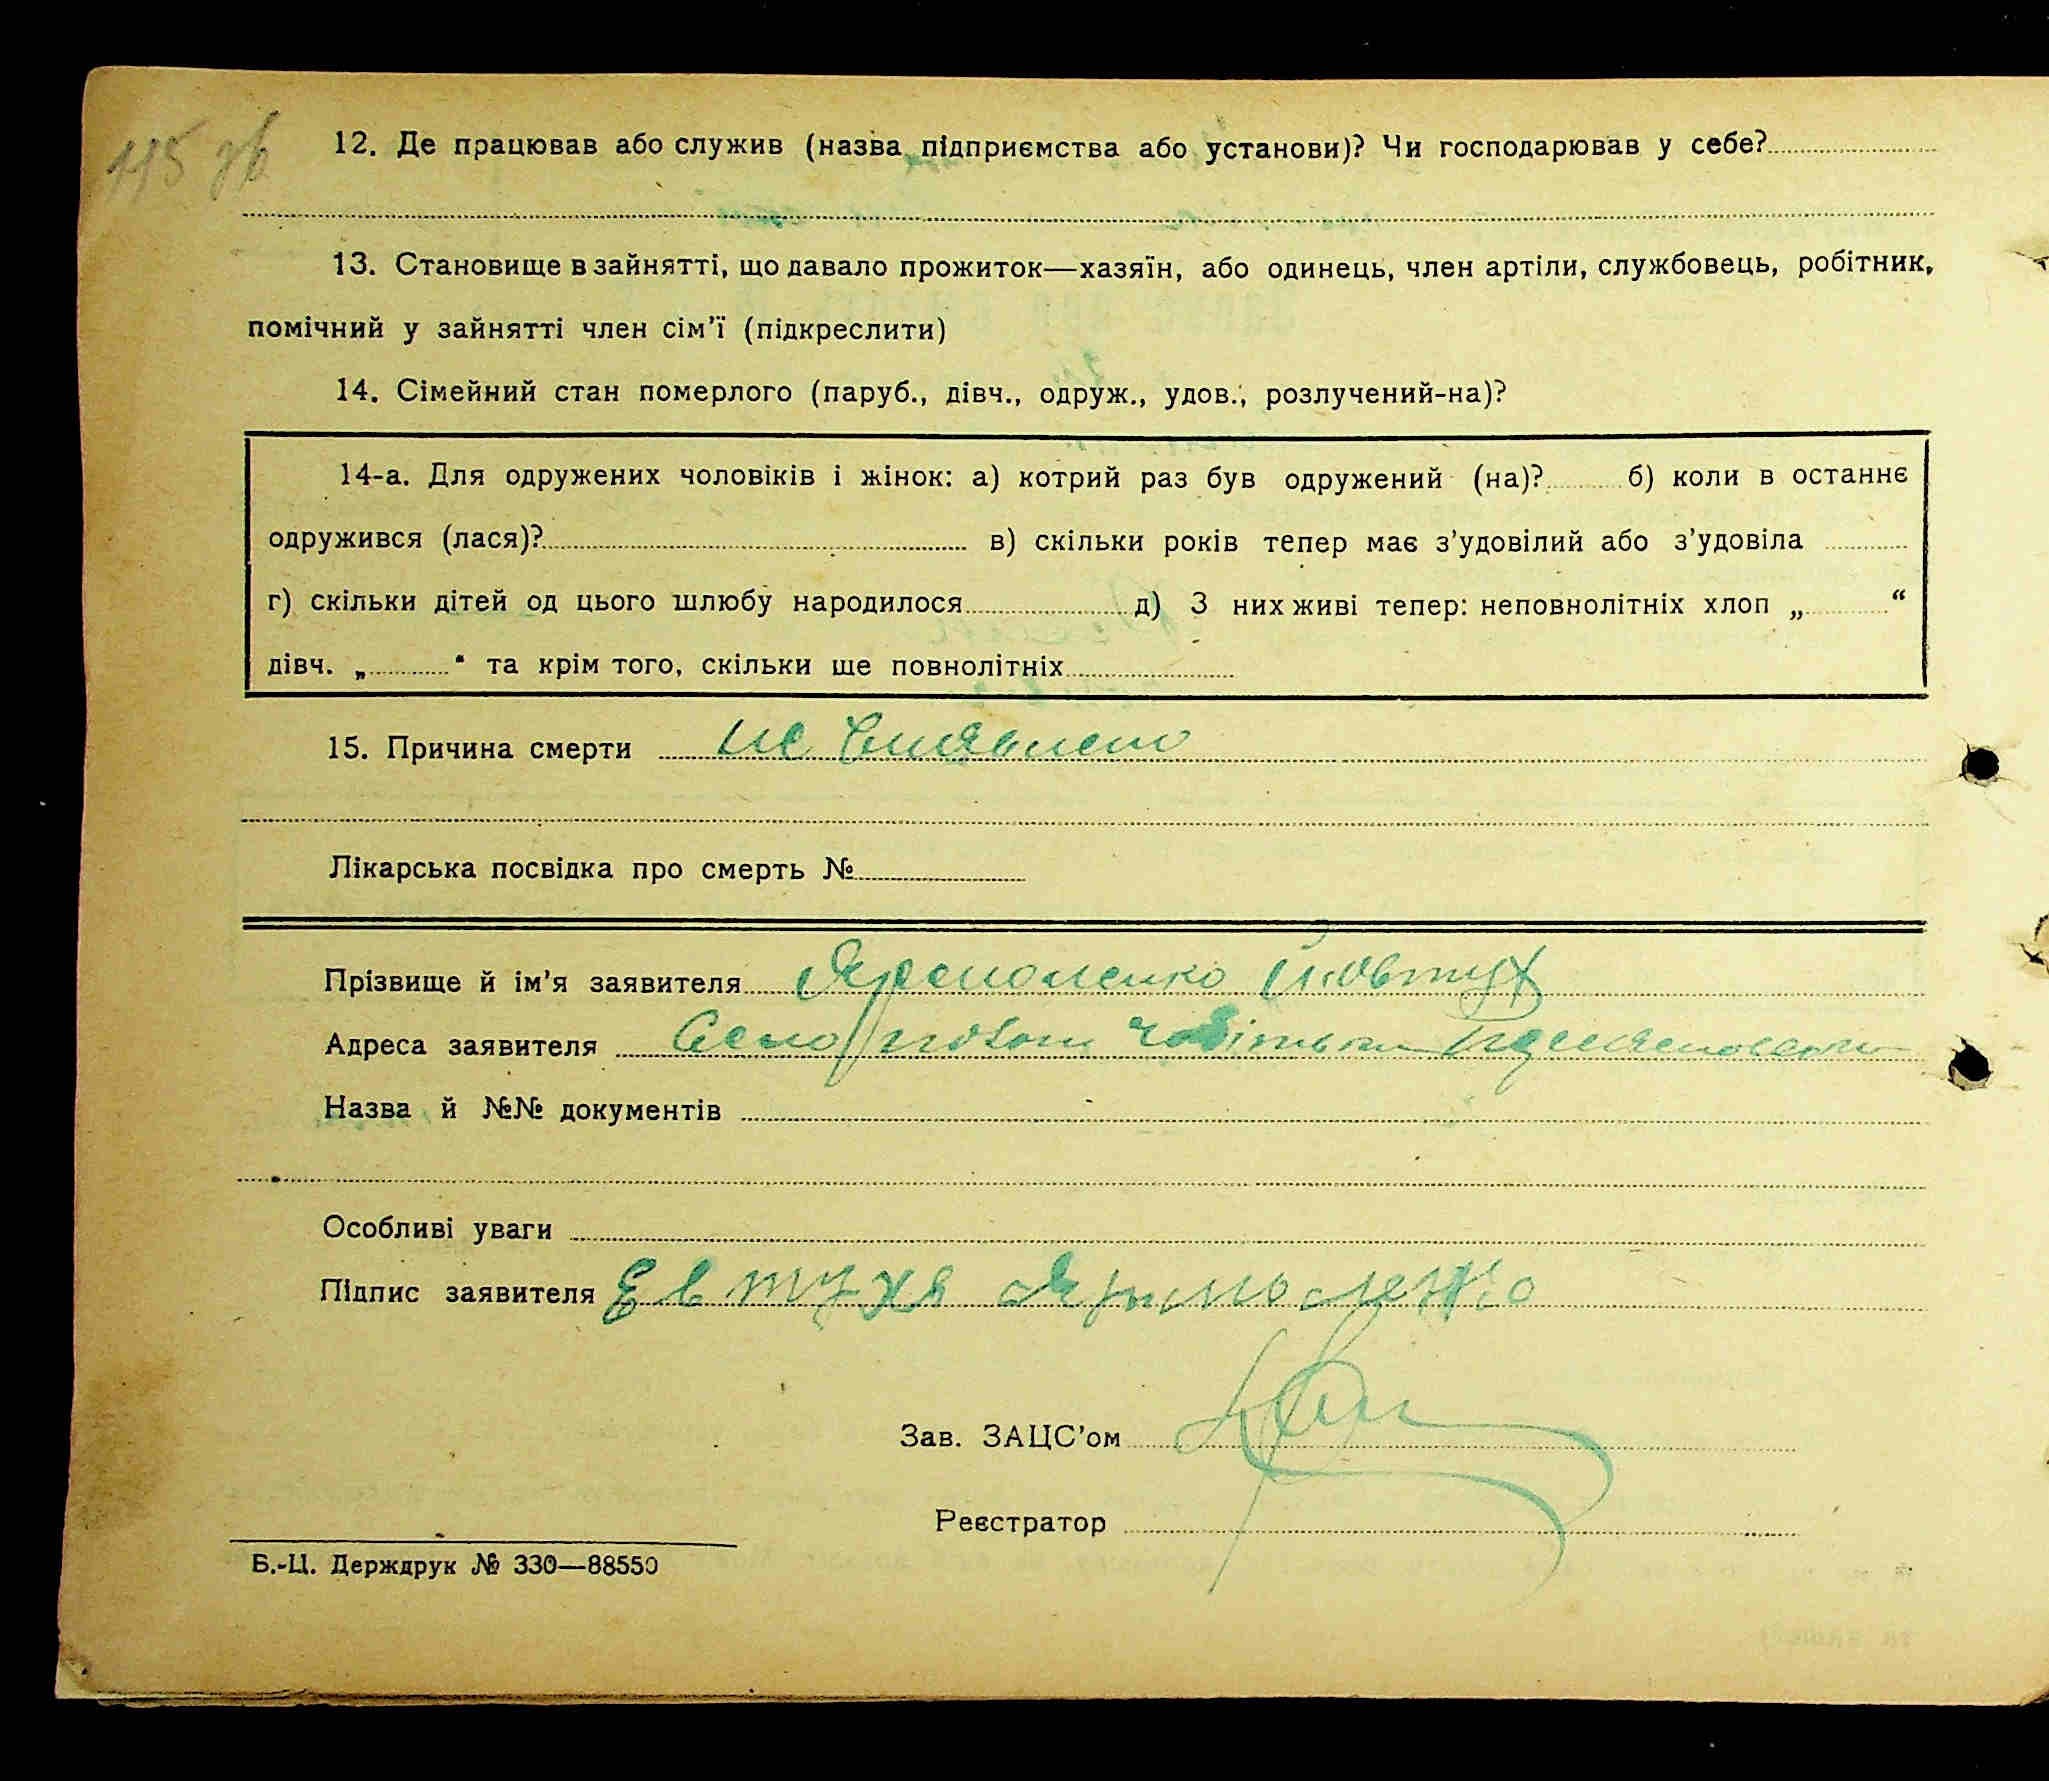 115 зв
12. Де працював або служив (назва підприємства або установи)? Чи господарював у себе?
13. Становище в зайнятті, що давало прожиток—хазяїн, або одинець, член артіли, службовець, робітник,
помічний у зайнятті член сім’ї (підкреслити)
14. Сімейний стан померлого (паруб., дівч., одруж., удов., розлучений-на)?
14-а. Для одружених чоловіків і жінок: а) котрий раз був одружений (на)? б) коли в останнє
одружився (лася)? в) скільки років тепер має з’удовілий або з’удовіла
г) скільки дітей од цього шлюбу народилося д) З них живі тепер: неповнолітніх хлоп „ “
дівч. „ “ та крім того, скільки ще повнолітніх
15. Причина смерти не виявлено
Лікарська посвідка про смерть №
Прізвище й ім’я заявителя Явтух
Адреса заявителя Село
Назва й №№ документів
Особливі уваги
Підпис заявителя Евтухя
Зав. ЗАЦС’ом
Реєстратор
Б.-Ц. Держдрук № 330—88550